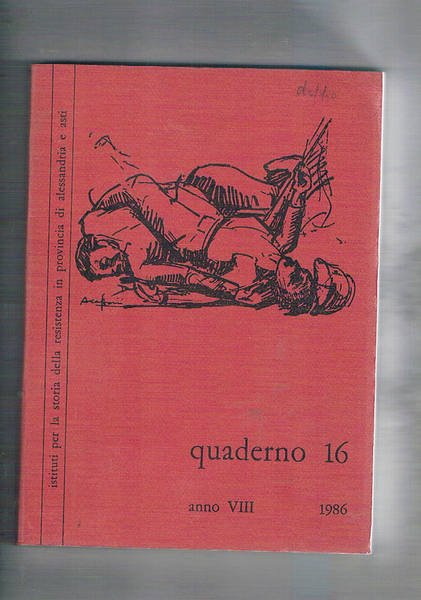 istituti per la storia della resistenza in provincia di alessandria e asti
quaderno 16
anno VIII 1986